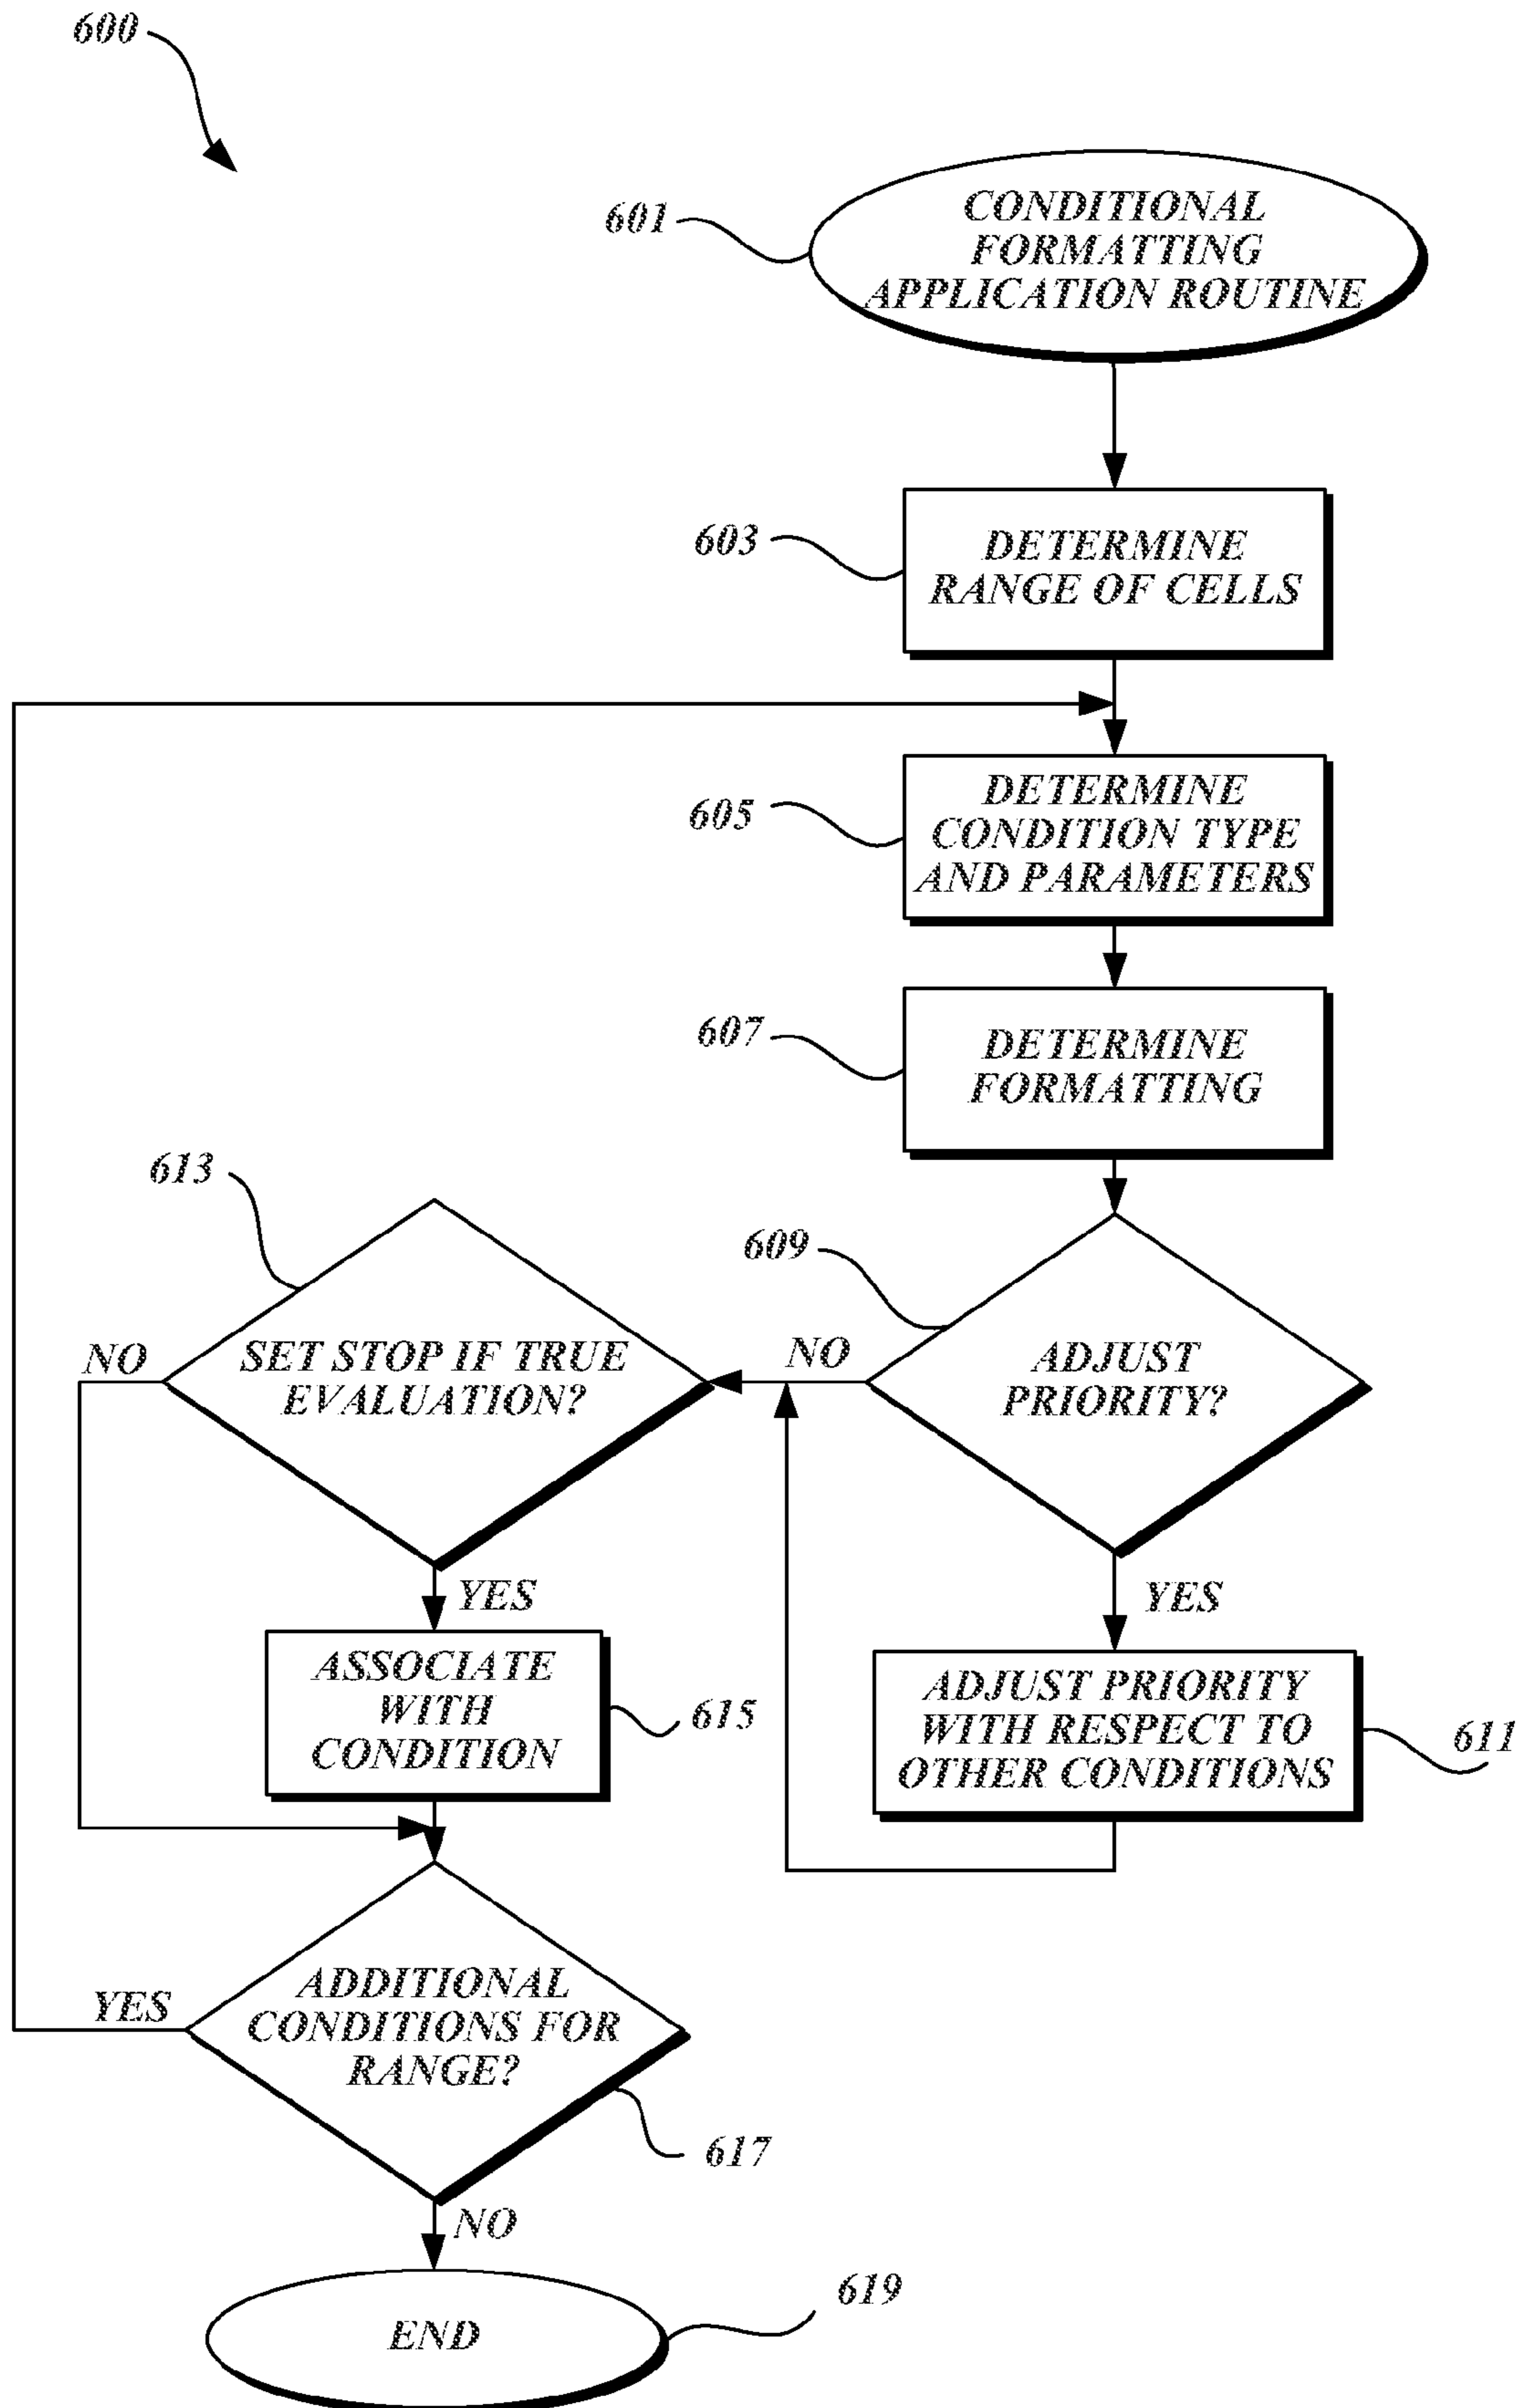 600
601
CONDITIONAL
FORMATTING
APPLICATION ROUTINE
603
DETERMINE
RANGE OF CELLS
605
DETERMINE
CONDITION TYPE
AND PARAMETERS
607
DETERMINE
FORMATTING
609
ADJUST
PRIORITY?
NO
YES
611
ADJUST PRIORITY
WITH RESPECT TO
OTHER CONDITIONS
613
SET STOP IF TRUE
EVALUATION?
NO
YES
615
ASSOCIATE
WITH
CONDITION
617
ADDITIONAL
CONDITIONS FOR
RANGE?
YES
NO
619
END